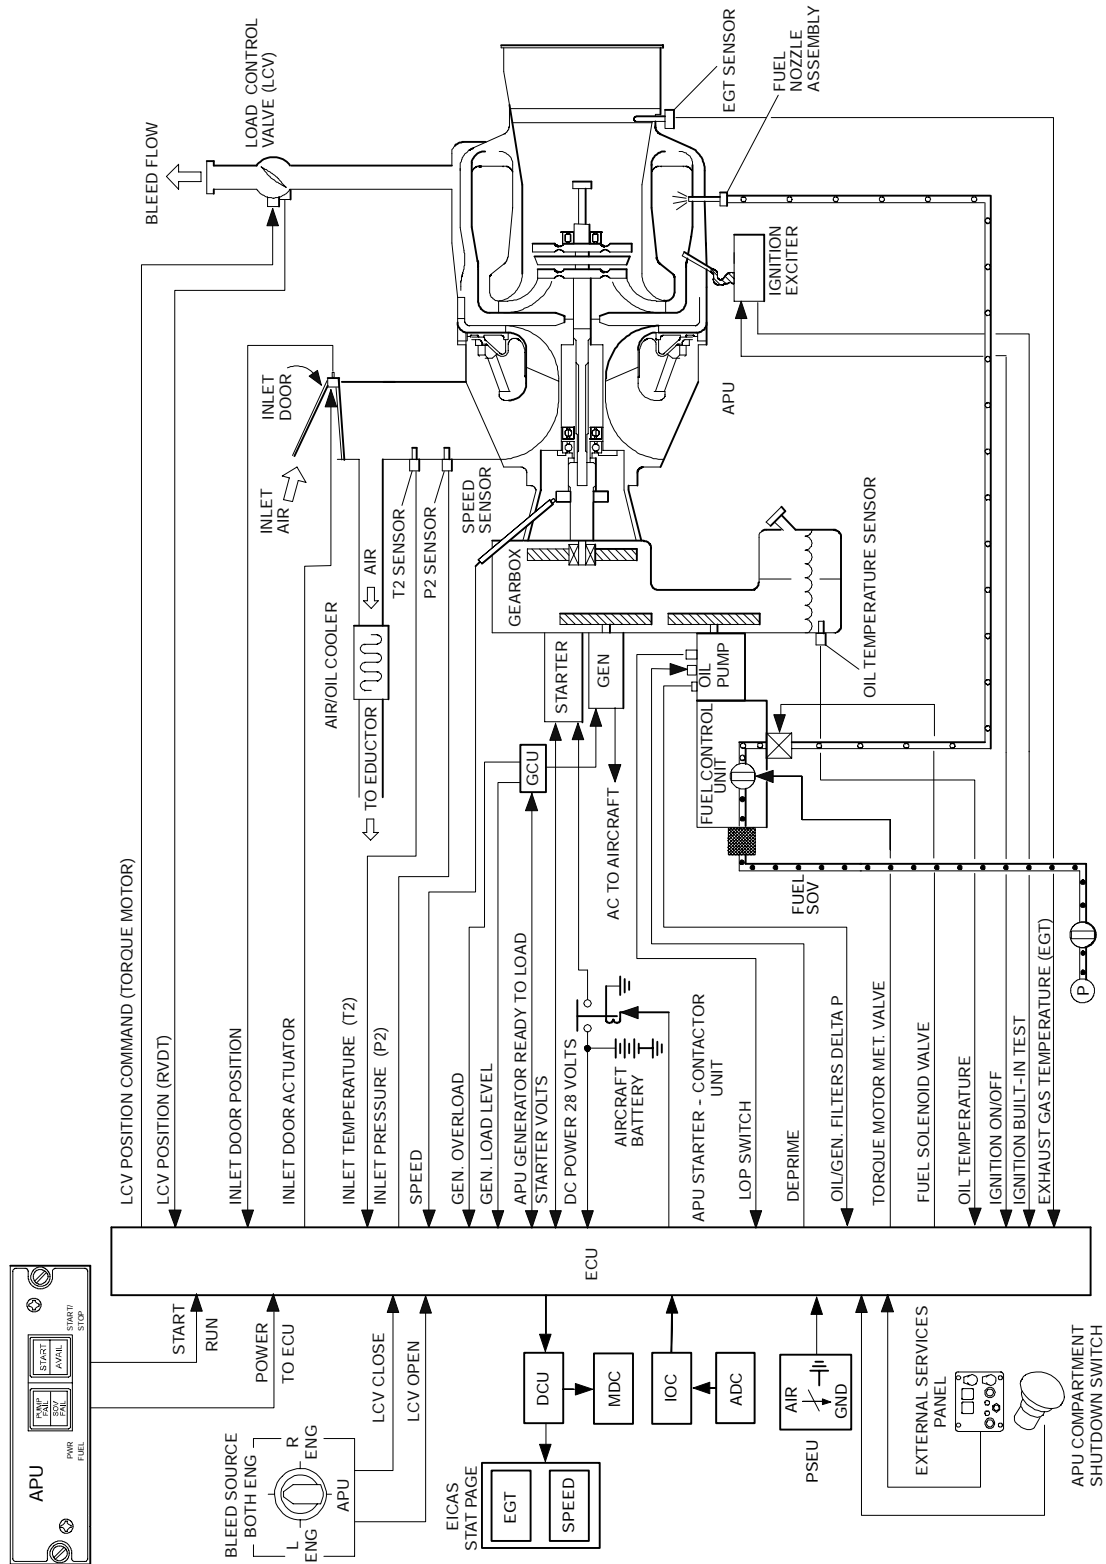 APU
PUMP
FAIL
SOV
FAIL
START
AVAIL
PWR
FUEL
START/
STOP
START
RUN
POWER
TO ECU
LCV CLOSE
LCV OPEN
BLEED SOURCE
BOTH ENG
L
ENG
R
ENG
APU
EICAS
STAT PAGE
EGT
SPEED
DCU
MDC
IOC
ADC
AIR
GND
PSEU
EXTERNAL SERVICES
PANEL
APU COMPARTMENT
SHUTDOWN SWITCH
ECU
LCV POSITION COMMAND (TORQUE MOTOR)
LCV POSITION (RVDT)
INLET DOOR POSITION
INLET DOOR ACTUATOR
INLET TEMPERATURE (T2)
INLET PRESSURE (P2)
SPEED
GEN. OVERLOAD
GEN. LOAD LEVEL
APU GENERATOR READY TO LOAD
STARTER VOLTS
DC POWER 28 VOLTS
AIRCRAFT
BATTERY
APU STARTER - CONTACTOR
UNIT
LOP SWITCH
DEPRIME
OIL/GEN. FILTERS DELTA P
TORQUE MOTOR MET. VALVE
FUEL SOLENOID VALVE
OIL TEMPERATURE
IGNITION ON/OFF
IGNITION BUILT-IN TEST
EXHAUST GAS TEMPERATURE (EGT)
P
FUEL
SOV
FUEL CONTROL
UNIT
OIL
PUMP
AC TO AIRCRAFT
GCU
STARTER
GEN
GEARBOX
OIL TEMPERATURE SENSOR
TO EDUCTOR
AIR/OIL COOLER
AIR
T2 SENSOR
P2 SENSOR
SPEED
SENSOR
INLET
AIR
INLET
DOOR
APU
IGNITION
EXCITER
BLEED FLOW
LOAD CONTROL
VALVE (LCV)
EGT SENSOR
FUEL
NOZZLE
ASSEMBLY